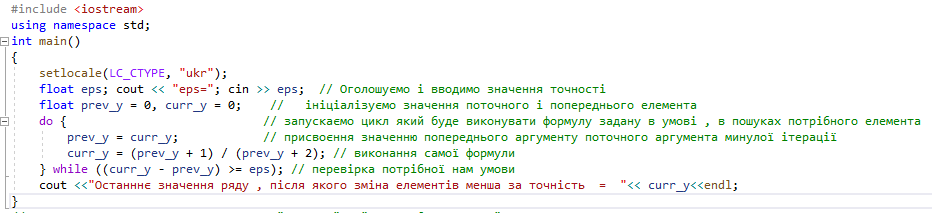 #include <iostream>
using namespace std;
int main()
{
setlocale(LC_CTYPE, "ukr");
float eps; cout << "eps="; cin >> eps;  // Оголошуємо і вводимо значення точності
float prev_y = 0, curr_y = 0;    //   ініціалізуємо значення поточного і попереднього елемента
do {                          // запускаємо цикл який буде виконувати формулу задану в умові , в пошуках потрібного елемента
prev_y = curr_y;            // присвоєння значенню попереднього аргументу поточного аргумента минулої ітерації
curr_y = (prev_y + 1) / (prev_y + 2); // виконання самої формули
} while ((curr_y - prev_y) >= eps); // перевірка потрібної нам умови
cout <<"Останннє значення ряду , після якого зміна елементів менша за точність  =  "<< curr_y<<endl;
}